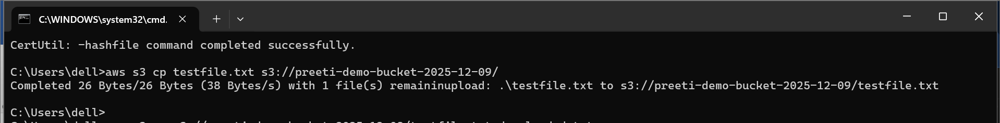 C:\WINDOWS\system32\cmd.
CertUtil: -hashfile command completed successfully.
C:\Users\dell>aws s3 cp testfile.txt s3://preeti-demo-bucket-2025-12-09/
Completed 26 Bytes/26 Bytes (38 Bytes/s) with 1 file(s) remaininupload: .\testfile.txt to s3://preeti-demo-bucket-2025-12-09/testfile.txt
C:\Users\dell>